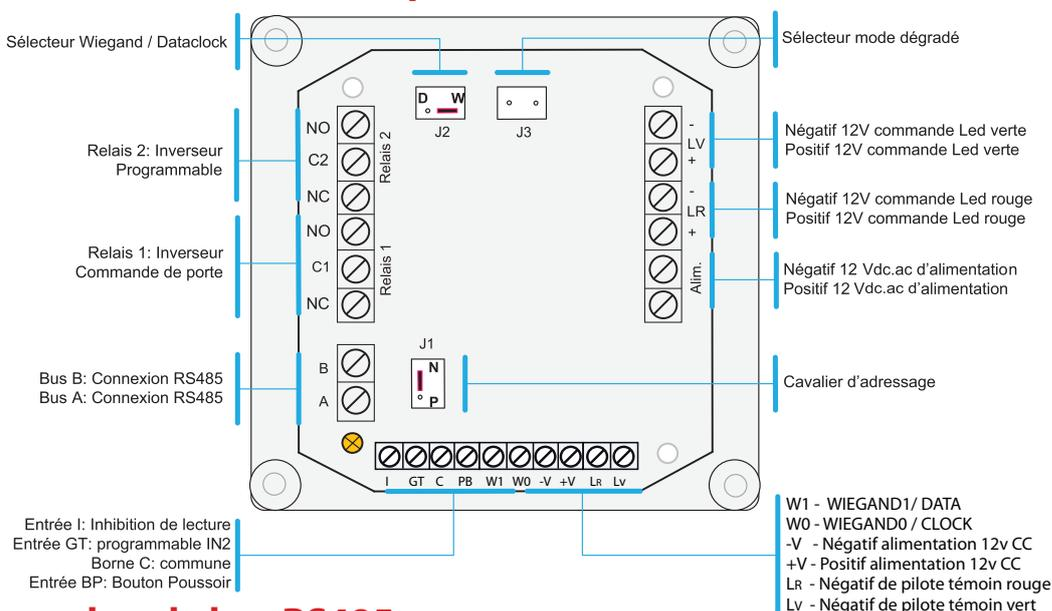 Sélecteur Wiegand / Dataclock
Sélecteur mode dégradé
D W
J2
J3
NO
C2
NC
Relais 2
NO
C1
NC
Relais 1
Relais 2: Inverseur
Programmable
Relais 1: Inverseur
Commande de porte
-
LV
+
-
LR
+
Alim.
Négatif 12V commande Led verte
Positif 12V commande Led verte
Négatif 12V commande Led rouge
Positif 12V commande Led rouge
Négatif 12 Vdc.ac d’alimentation
Positif 12 Vdc.ac d’alimentation
J1
N
P
B
A
Bus B: Connexion RS485
Bus A: Connexion RS485
Cavalier d’adressage
I GT C PB W1 W0 -V +V LR LV
Entrée I: Inhibition de lecture
Entrée GT: programmable IN2
Borne C: commune
Entrée BP: Bouton Poussoir
W1 - WIEGAND1/ DATA
W0 - WIEGAND0 / CLOCK
-V - Négatif alimentation 12v CC
+V - Positif alimentation 12v CC
LR - Négatif de pilote témoin rouge
LV - Négatif de pilote témoin vert
RS485